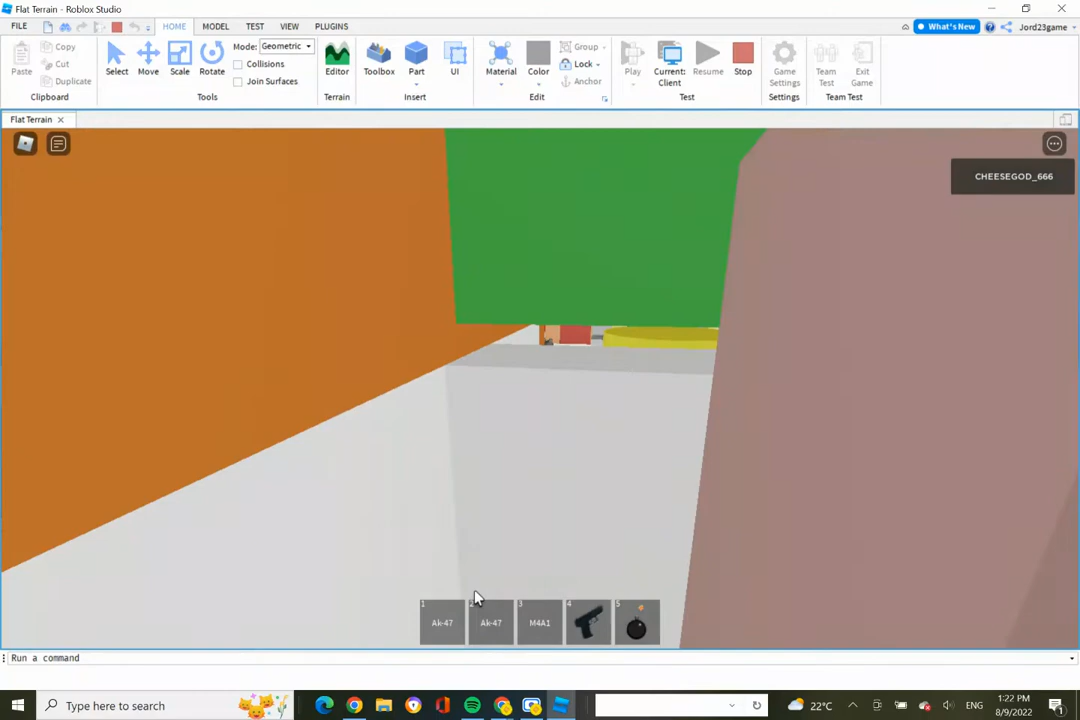 Flat Terrain - Roblox Studio
FILE HOME MODEL TEST VIEW PLUGINS What's New Jord23game
Paste Copy Cut Duplicate Select Move Scale Rotate Mode: Geometric Collisions Join Surfaces Editor Toolbox Part UI Material Color Group Lock Anchor Play Current: Client Resume Stop Game Settings Team Test Exit Game
Clipboard Tools Terrain Insert Edit Test Settings Team Test
Flat Terrain
CHEESEGOD_666
1 2 3 4 5
Ak-47 Ak-47 M4A1
Run a command
Type here to search 22°C ENG 1:22 PM
8/9/2022 1